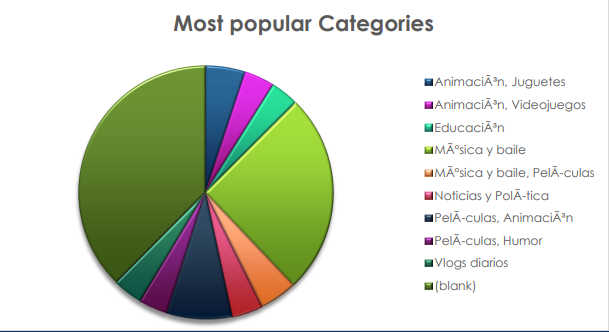 Most popular Categories
AnimaciÃ³n, Juguetes
AnimaciÃ³n, Videojuegos
EducaciÃ³n
MÃºsica y baile
MÃºsica y baile, PelÃ-culas
Noticias y PolÃ-tica
PelÃ-culas, AnimaciÃ³n
PelÃ-culas, Humor
Vlogs diarios
(blank)